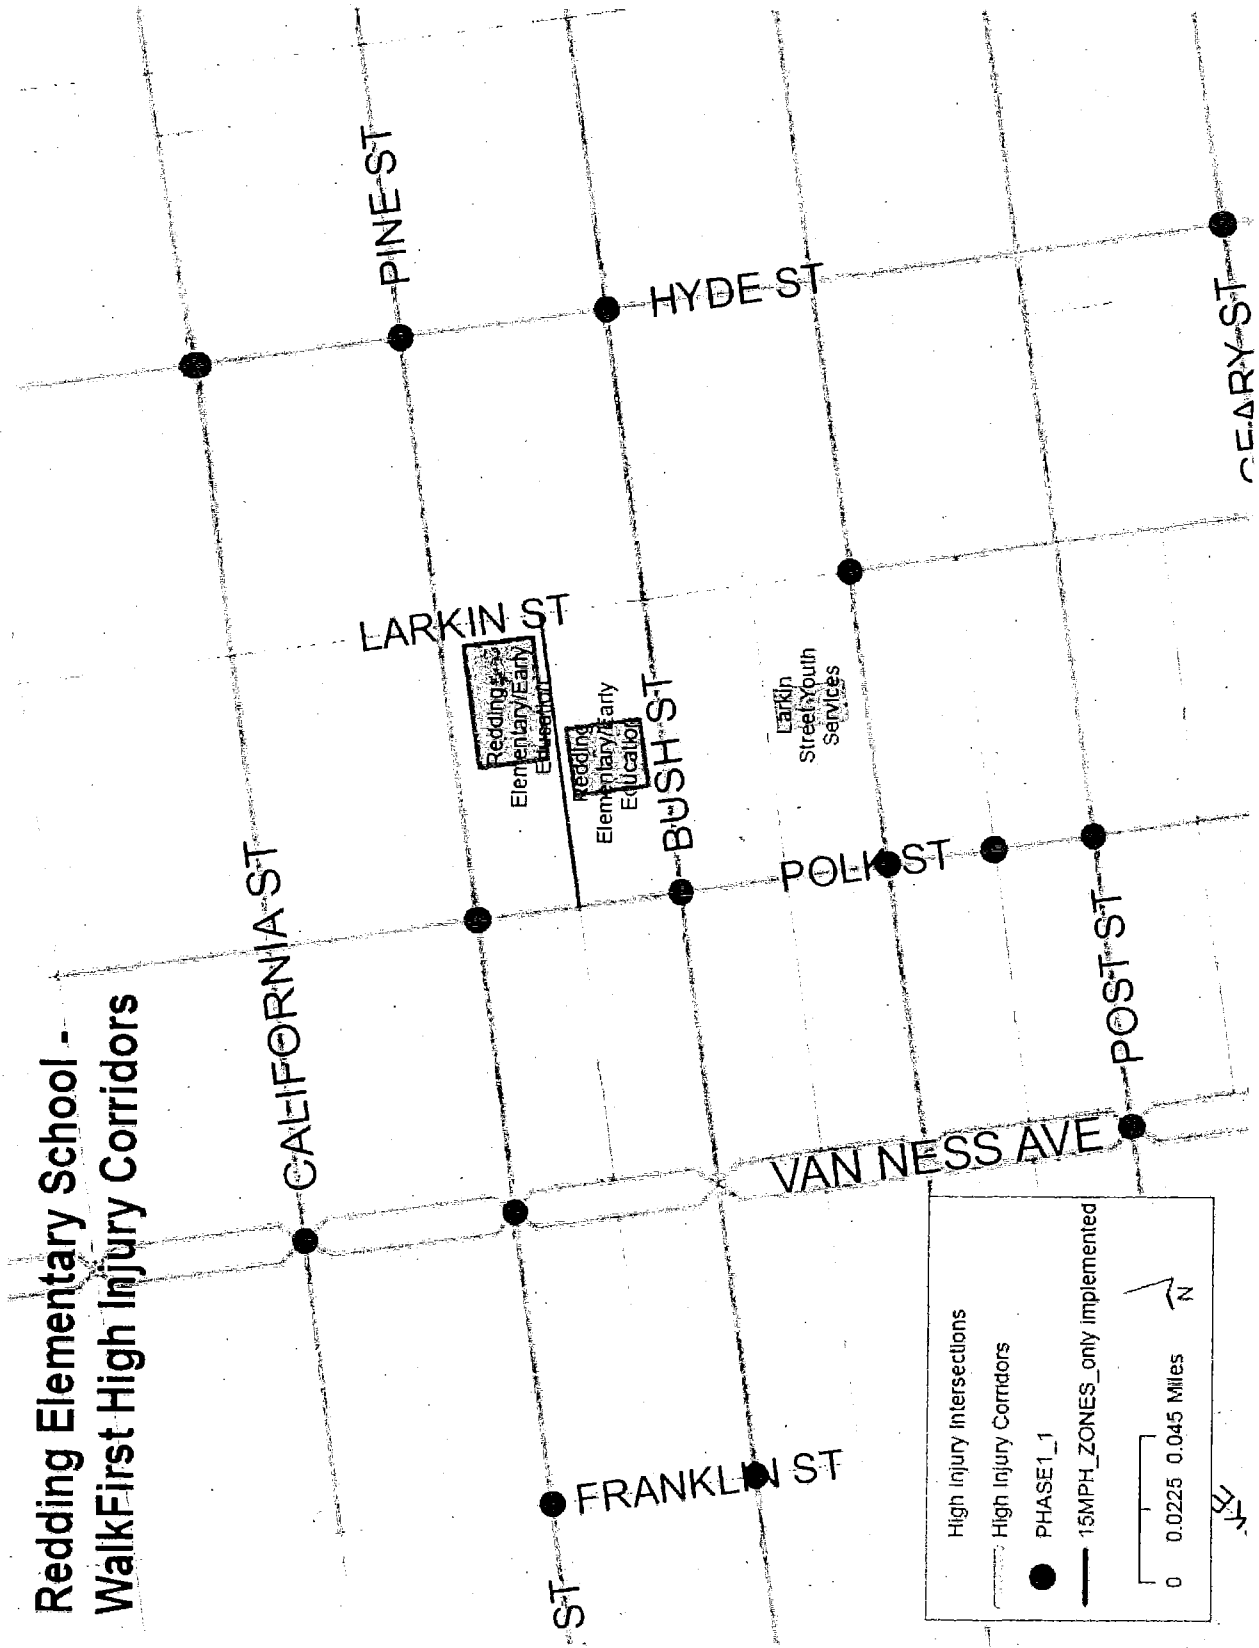 Redding Elementary School -
WalkFirst High Injury Corridors
CALIFORNIA ST
PINE ST
LARKIN ST
HYDE ST
Redding
Elementary/Early
Education
Redding
Elementary/Early
Education
BUSH ST
Larkin
Street Youth
Services
POLK ST
VAN NESS AVE
POST ST
GEARY ST
ST
FRANKLIN ST
High Injury Intersections
High Injury Corridors
PHASE1_1
15MPH_ZONES_only implemented
0 0.0225 0.045 Miles
N